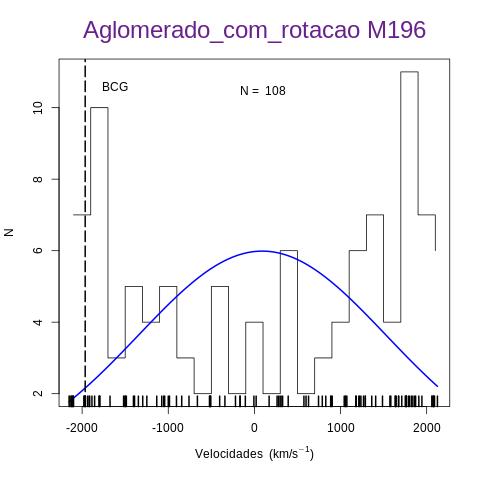 Aglomerado_com_rotacao M196
BCG
N = 108
N
10
8
6
4
2
-2000 -1000 0 1000 2000
Velocidades (km/s⁻¹)